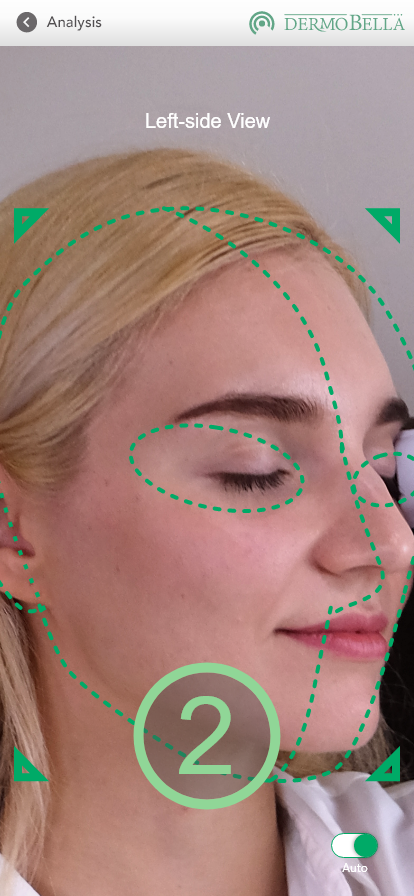 Analysis
DERMOBELLA
Left-side View
2
Auto